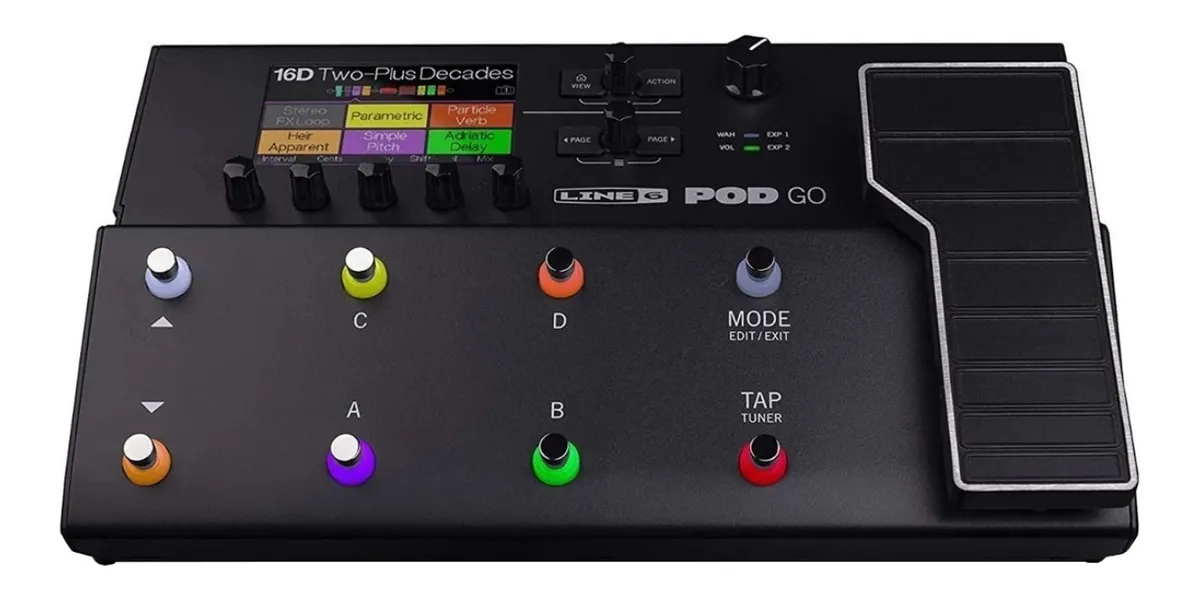 16D Two-Plus Decades
Stereo
FX Loop
Parametric
Particle
Verb
Heir
Apparent
Simple
Pitch
Adriatic
Delay
Interval
Cents
Mix
VIEW
ACTION
◄ PAGE
PAGE ►
WAH
EXP 1
VOL
EXP 2
LINE 6
POD GO
C
D
MODE
EDIT / EXIT
A
B
TAP
TUNER